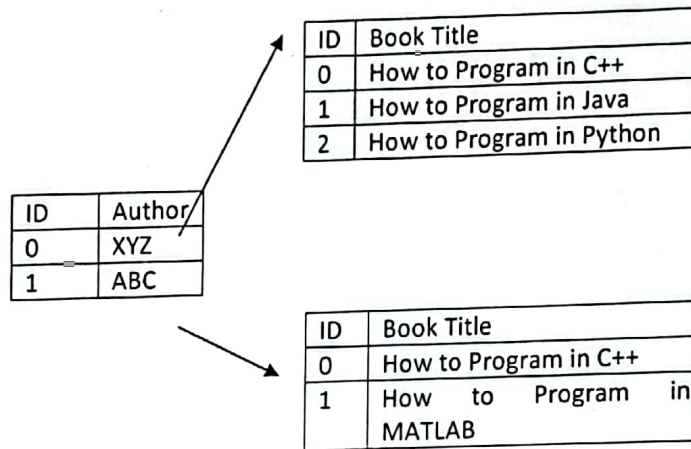 ID Book Title
0 How to Program in C++
1 How to Program in Java
2 How to Program in Python
ID Author
0 XYZ
1 ABC
ID Book Title
0 How to Program in C++
1 How to Program in
MATLAB